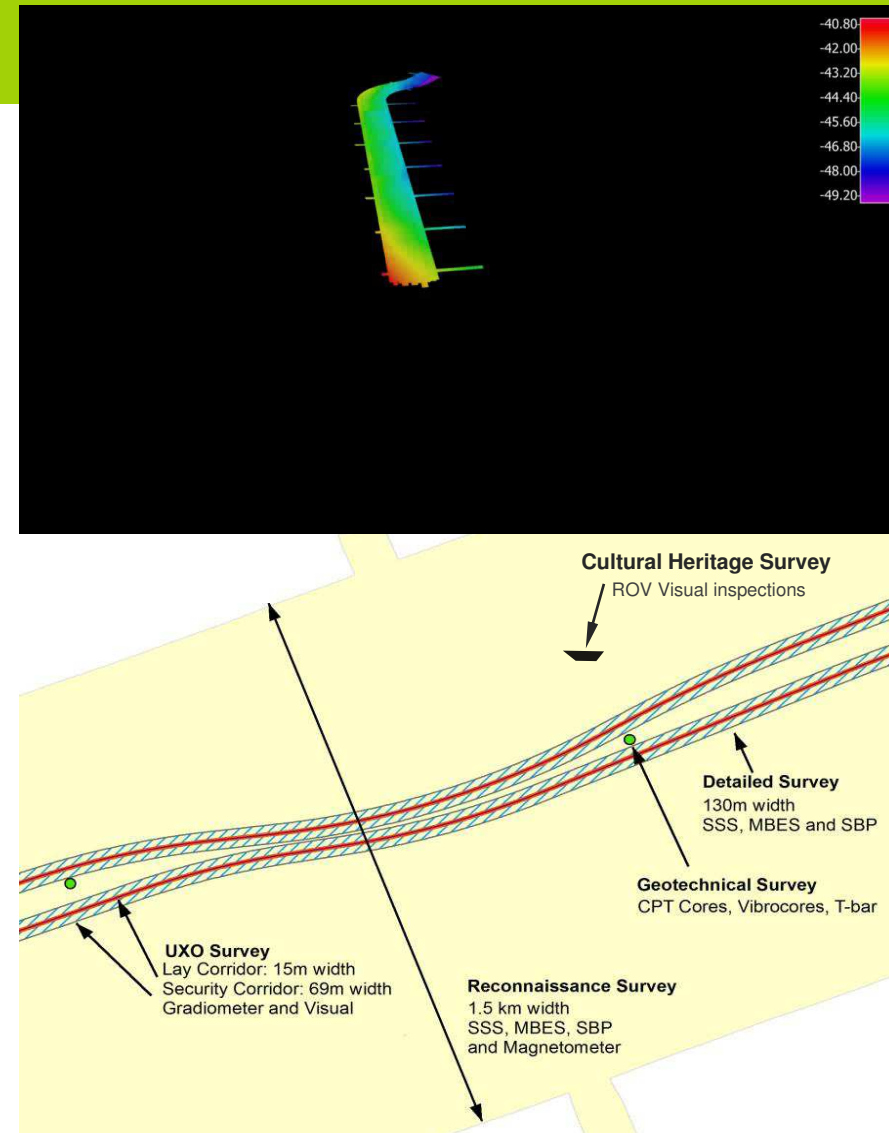 -40.80
-42.00
-43.20
-44.40
-45.60
-46.80
-48.00
-49.20
Cultural Heritage Survey
ROV Visual inspections
Detailed Survey
130m width
SSS, MBES and SBP
Geotechnical Survey
CPT Cores, Vibrocores, T-bar
UXO Survey
Lay Corridor: 15m width
Security Corridor: 69m width
Gradiometer and Visual
Reconnaissance Survey
1.5 km width
SSS, MBES, SBP
and Magnetometer